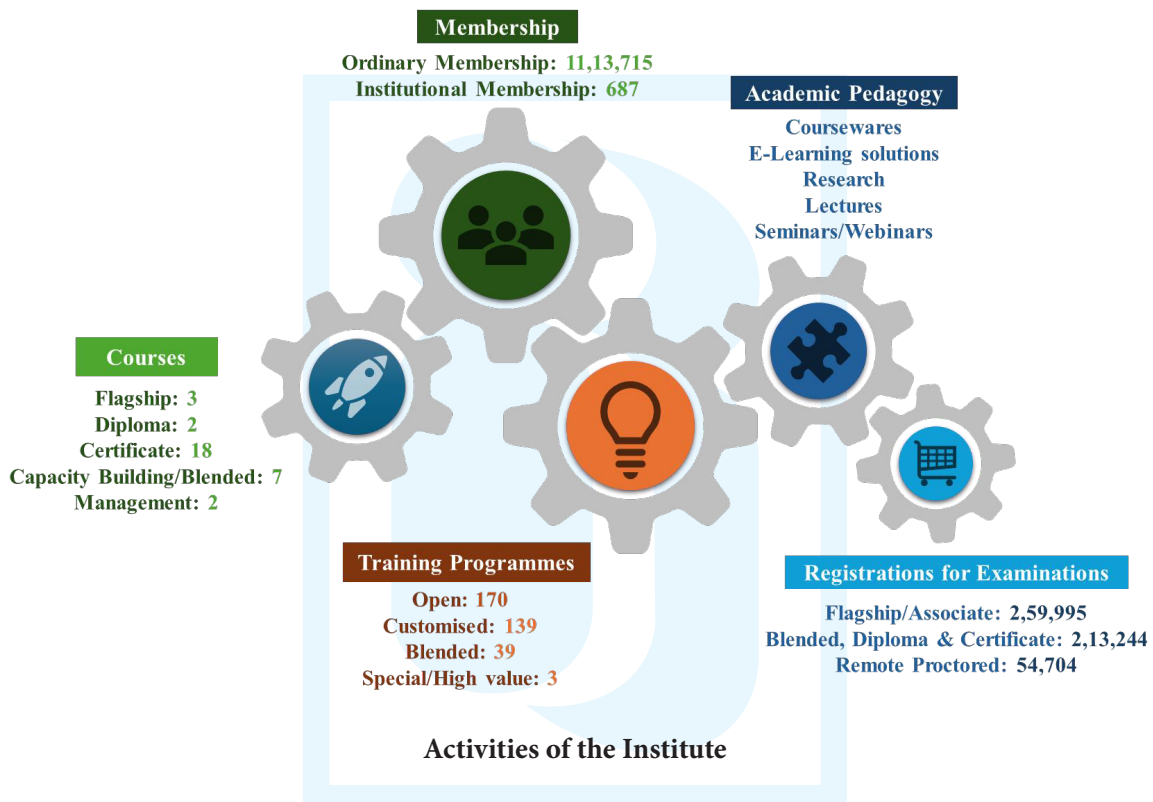 Membership
Ordinary Membership: 11,13,715
Institutional Membership: 687
Academic Pedagogy
Coursewares
E-Learning solutions
Research
Lectures
Seminars/Webinars
Courses
Flagship: 3
Diploma: 2
Certificate: 18
Capacity Building/Blended: 7
Management: 2
Training Programmes
Open: 170
Customised: 139
Blended: 39
Special/High value: 3
Registrations for Examinations
Flagship/Associate: 2,59,995
Blended, Diploma & Certificate: 2,13,244
Remote Proctored: 54,704
Activities of the Institute